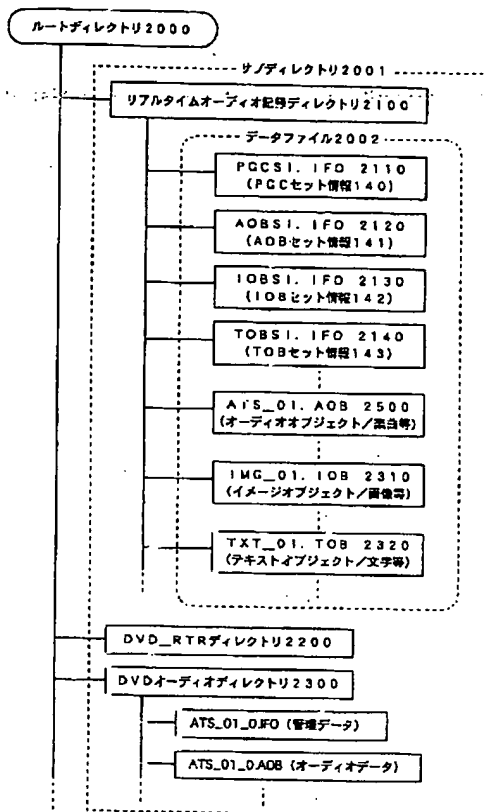 ルートディレクトリ2000
サブディレクトリ2001
リアルタイムオーディオ記録ディレクトリ2100
データファイル2002
PGCSI. IFO 2110
(PGCセット情報140)
AOBSI. IFO 2120
(AOBセット情報141)
IOBSI. IFO 2130
(IOBセット情報142)
TOBSI. IFO 2140
(TOBセット情報143)
ATS_01. AOB 2500
(オーディオオブジェクト/楽曲等)
IMG_01. IOB 2310
(イメージオブジェクト/画像等)
TXT_01. TOB 2320
(テキストオブジェクト/文字等)
DVD_RTRディレクトリ2200
DVDオーディオディレクトリ2300
ATS_01_0.IFO (管理データ)
ATS_01_0.AOB (オーディオデータ)